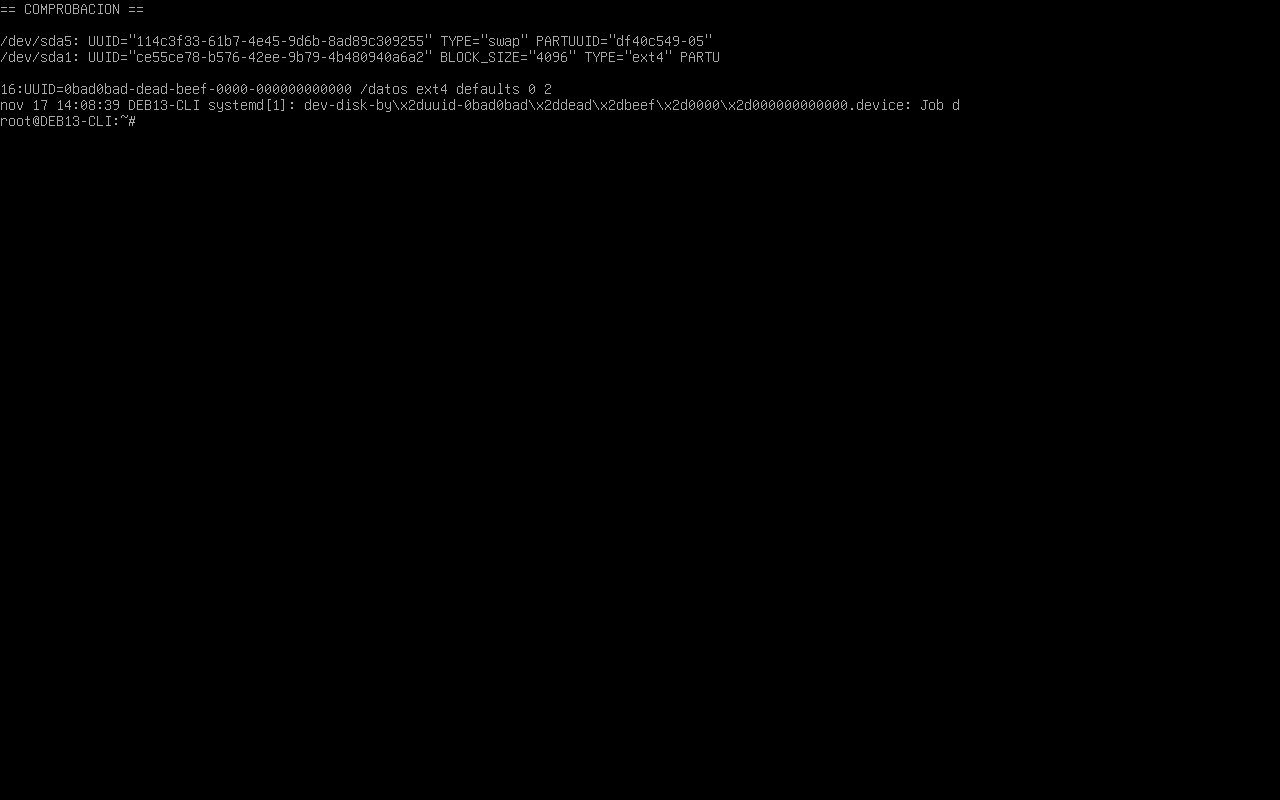 == COMPROBACION ==
/dev/sda5: UUID="114c3f33-61b7-4e45-9d6b-8ad89c309255" TYPE="swap" PARTUUID="df40c549-05"
/dev/sda1: UUID="ce55ce78-b576-42ee-9b79-4b480940a6a2" BLOCK_SIZE="4096" TYPE="ext4" PARTU
16:UUID=0bad0bad-dead-beef-0000-000000000000 /datos ext4 defaults 0 2
nov 17 14:08:39 DEB13-CLI systemd[1]: dev-disk-by\x2duuid-0bad0bad\x2ddead\x2dbeef\x2d0000\x2d000000000000.device: Job d
root@DEB13-CLI:~#